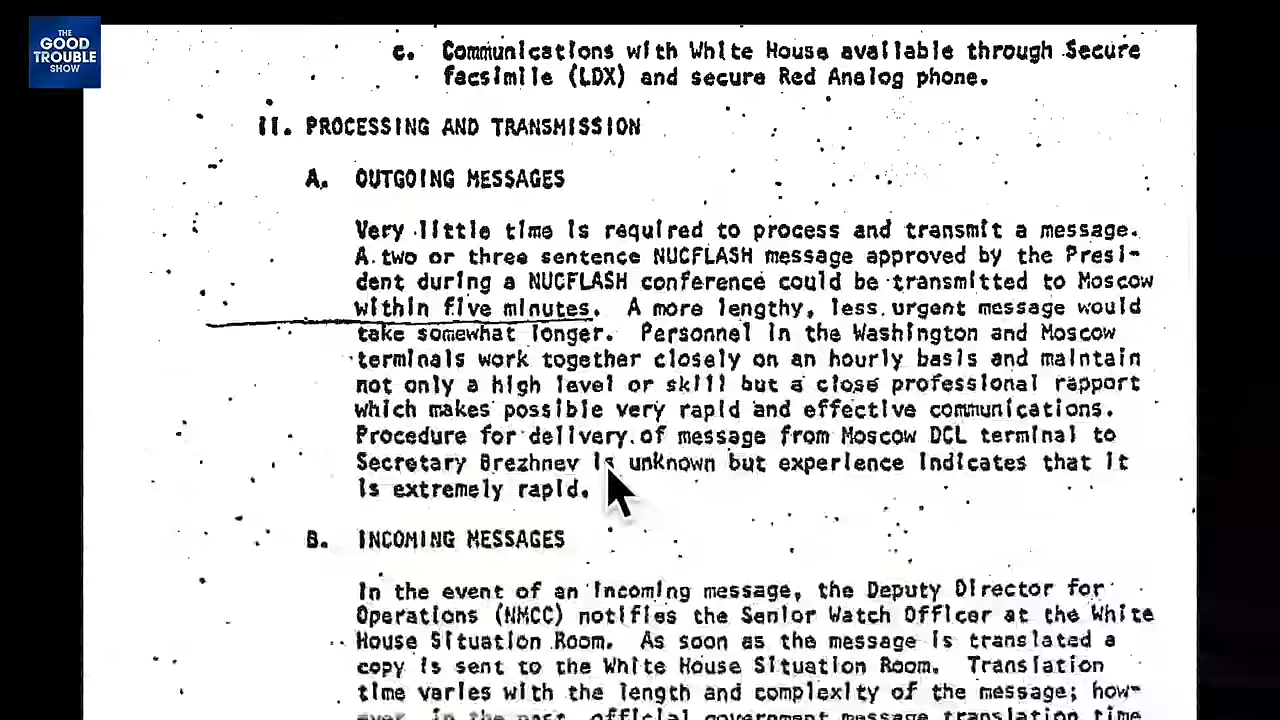 THE
GOOD
TROUBLE
SHOW
c. Communications with White House available through Secure
facsimile (LDX) and secure Red Analog phone.
II. PROCESSING AND TRANSMISSION
A. OUTGOING MESSAGES
Very little time is required to process and transmit a message.
A two or three sentence NUCFLASH message approved by the Presi-
dent during a NUCFLASH conference could be transmitted to Moscow
within five minutes. A more lengthy, less urgent message would
take somewhat longer. Personnel in the Washington and Moscow
terminals work together closely on an hourly basis and maintain
not only a high level or skill but a close professional rapport
which makes possible very rapid and effective communications.
Procedure for delivery of message from Moscow DCL terminal to
Secretary Brezhnev is unknown but experience indicates that it
is extremely rapid.
B. INCOMING MESSAGES
In the event of an incoming message, the Deputy Director for
Operations (NMCC) notifies the Senior Watch Officer at the White
House Situation Room. As soon as the message is translated a
copy is sent to the White House Situation Room. Translation
time varies with the length and complexity of the message; how-
ever, in the past, official government message translation time